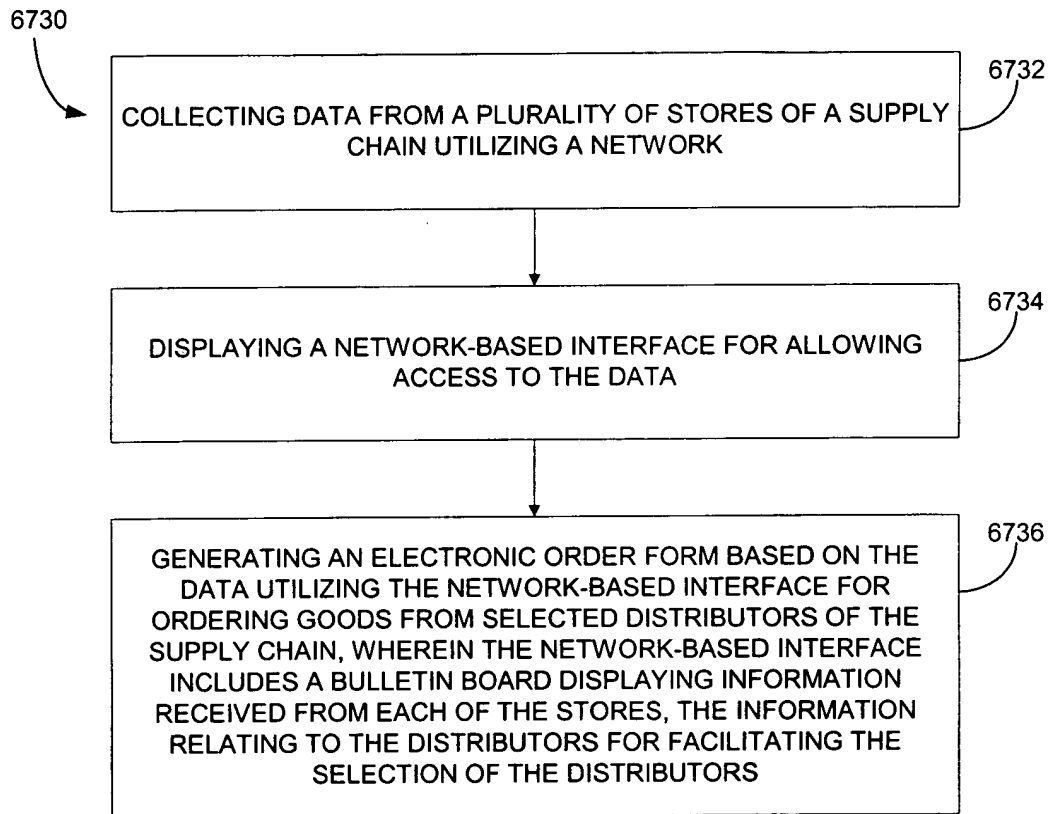 6730
6732
COLLECTING DATA FROM A PLURALITY OF STORES OF A SUPPLY
CHAIN UTILIZING A NETWORK
6734
DISPLAYING A NETWORK-BASED INTERFACE FOR ALLOWING
ACCESS TO THE DATA
6736
GENERATING AN ELECTRONIC ORDER FORM BASED ON THE
DATA UTILIZING THE NETWORK-BASED INTERFACE FOR
ORDERING GOODS FROM SELECTED DISTRIBUTORS OF THE
SUPPLY CHAIN, WHEREIN THE NETWORK-BASED INTERFACE
INCLUDES A BULLETIN BOARD DISPLAYING INFORMATION
RECEIVED FROM EACH OF THE STORES, THE INFORMATION
RELATING TO THE DISTRIBUTORS FOR FACILITATING THE
SELECTION OF THE DISTRIBUTORS